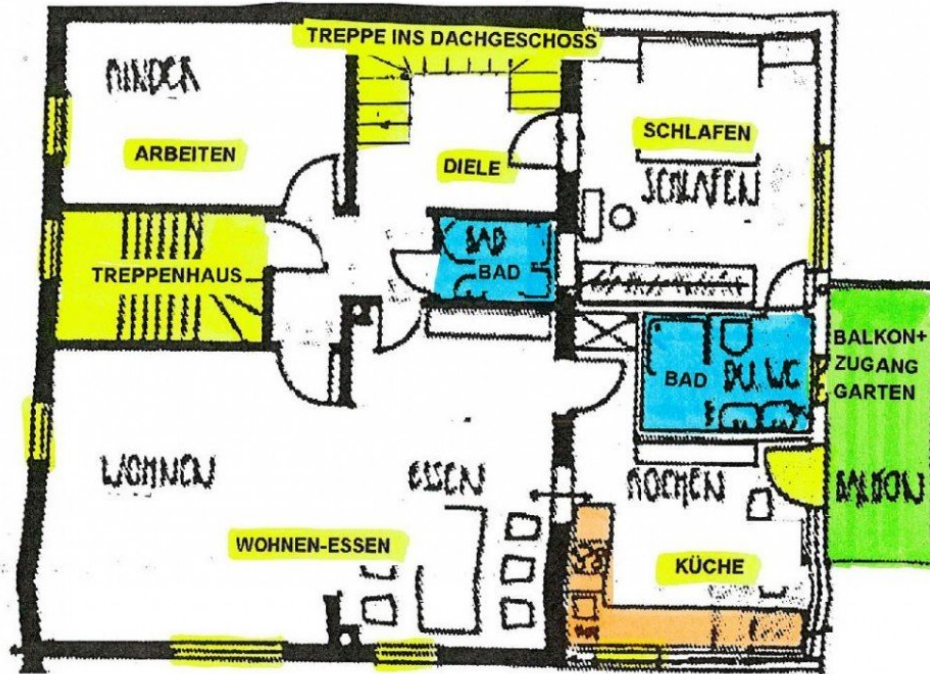 TREPPE INS DACHGESCHOSS
KINDER
ARBEITEN
DIELE
SCHLAFEN
SCHLAFEN
TREPPENHAUS
BAD
BAD
BALKON+
ZUGANG
GARTEN
BAD
DU. WC
WOHNEN
ESSEN
KOCHEN
BALKON
WOHNEN-ESSEN
KÜCHE